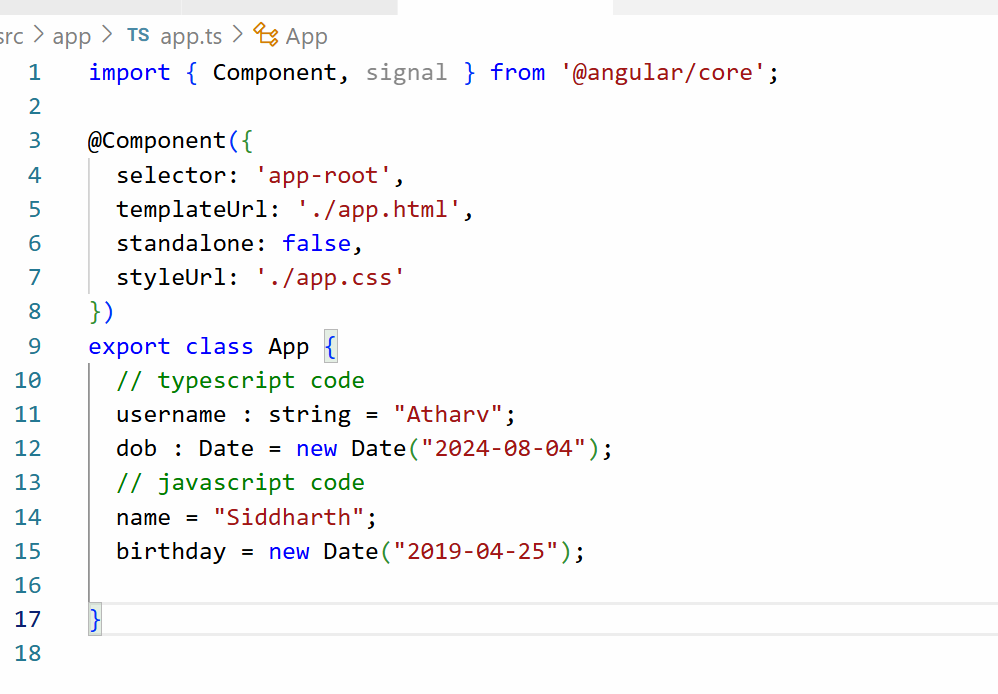 src > app > TS app.ts > App
1 import { Component, signal } from '@angular/core';
2
3 @Component({
4   selector: 'app-root',
5   templateUrl: './app.html',
6   standalone: false,
7   styleUrl: './app.css'
8 })
9 export class App {
10   // typescript code
11   username : string = "Atharv";
12   dob : Date = new Date("2024-08-04");
13   // javascript code
14   name = "Siddharth";
15   birthday = new Date("2019-04-25");
16
17 }
18